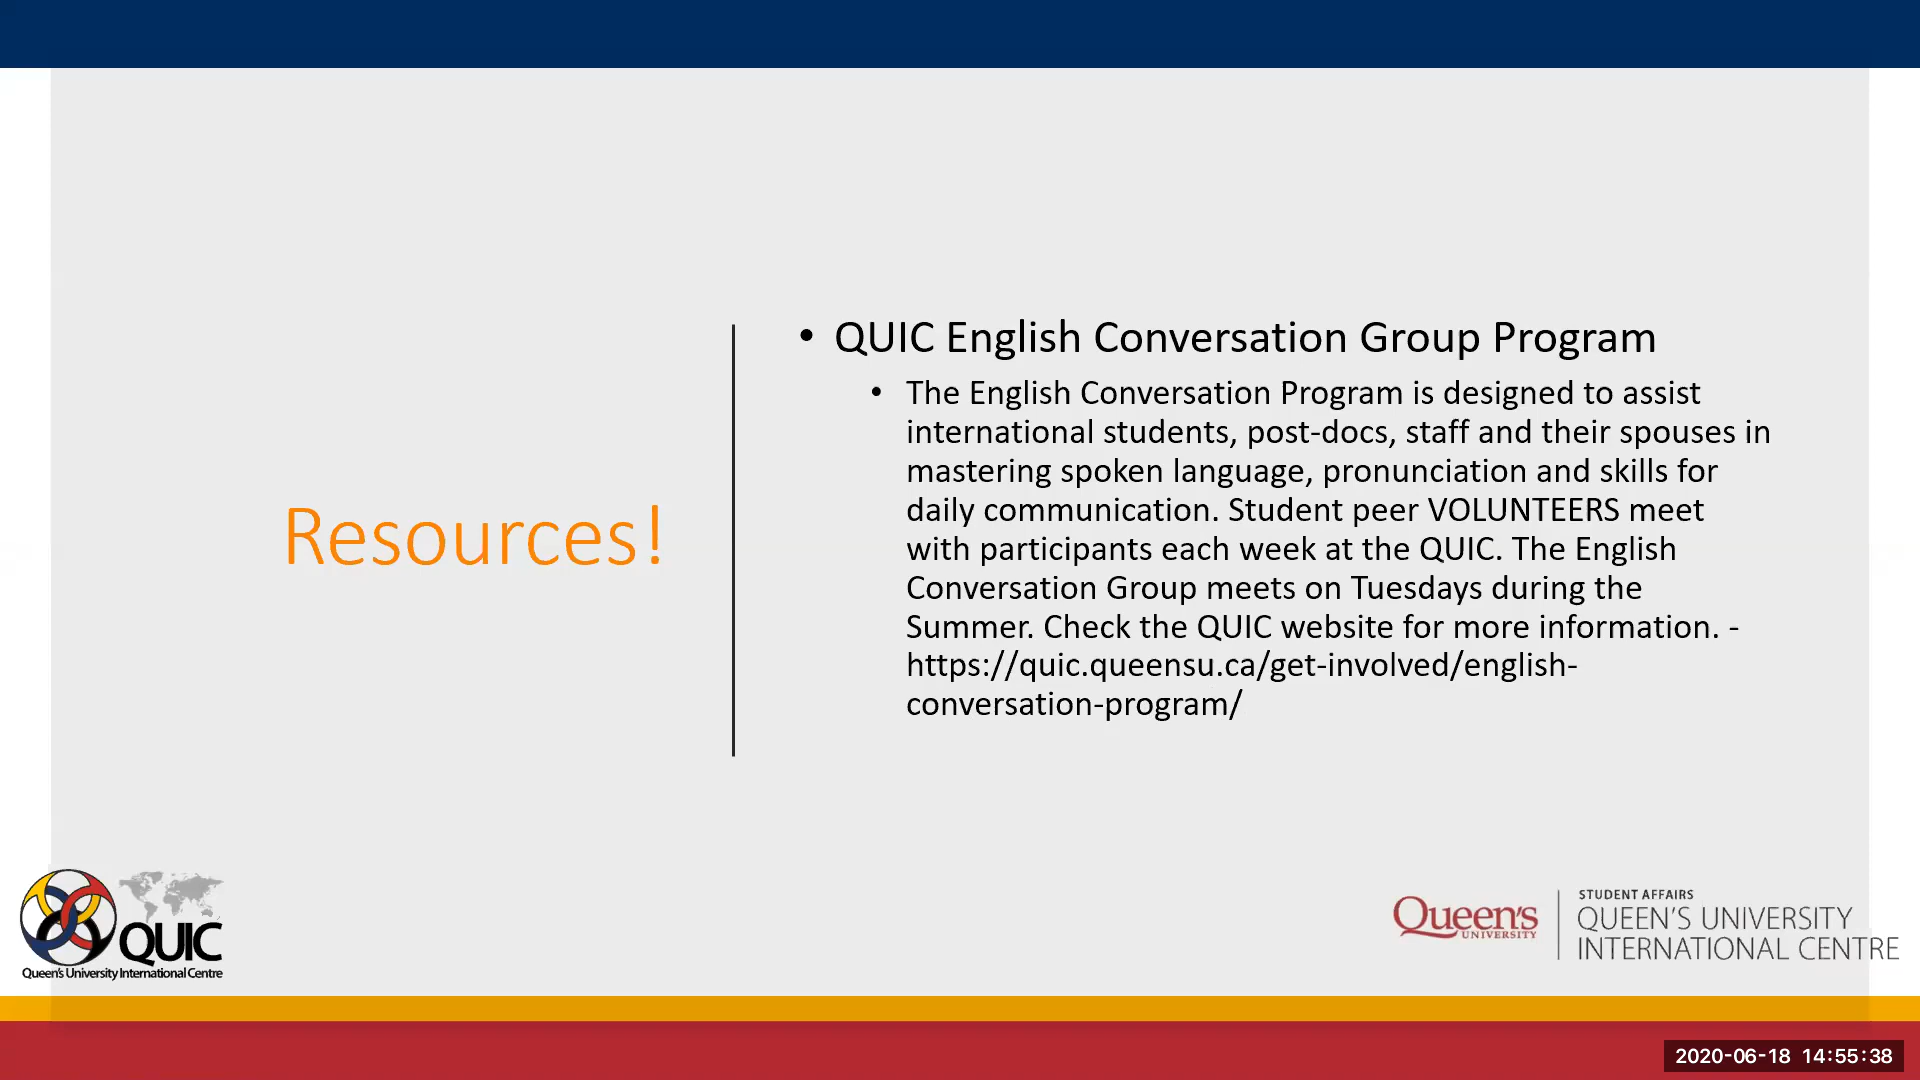 Resources!
• QUIC English Conversation Group Program
• The English Conversation Program is designed to assist
international students, post-docs, staff and their spouses in
mastering spoken language, pronunciation and skills for
daily communication. Student peer VOLUNTEERS meet
with participants each week at the QUIC. The English
Conversation Group meets on Tuesdays during the
Summer. Check the QUIC website for more information. -
https://quic.queensu.ca/get-involved/english-
conversation-program/
QUIC
Queen's University International Centre
Queen's
UNIVERSITY
STUDENT AFFAIRS
QUEEN'S UNIVERSITY
INTERNATIONAL CENTRE
2020-06-18 14:55:38